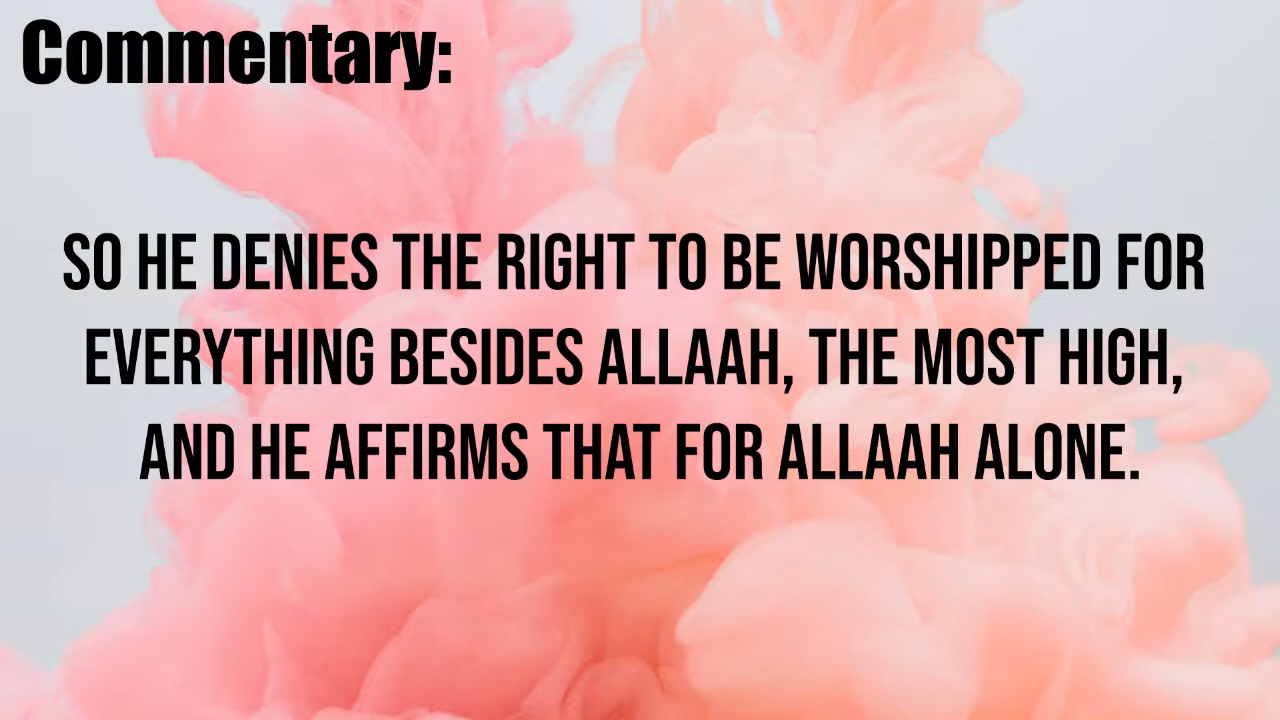 Commentary:
SO HE DENIES THE RIGHT TO BE WORSHIPPED FOR
EVERYTHING BESIDES ALLAAH, THE MOST HIGH,
AND HE AFFIRMS THAT FOR ALLAAH ALONE.